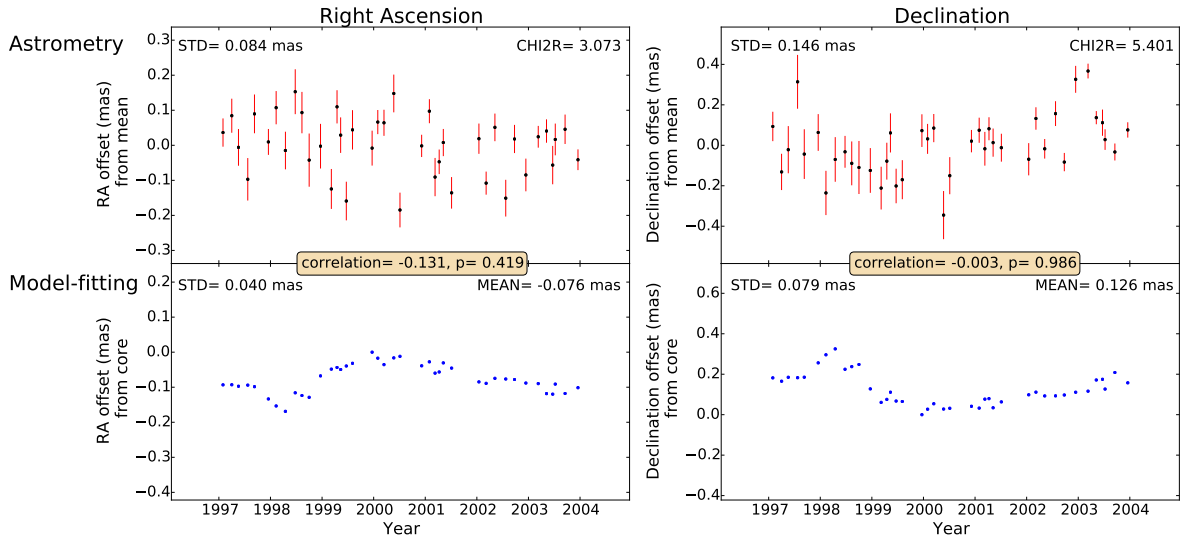 Right Ascension
Declination
Astrometry
Model-fitting
STD= 0.084 mas
CHI2R= 3.073
0.3
0.2
0.1
0.0
−0.1
−0.2
−0.3
RA offset (mas)
from mean
STD= 0.146 mas
CHI2R= 5.401
0.4
0.2
0.0
−0.2
−0.4
Declination offset (mas)
from mean
correlation= -0.131, p= 0.419
correlation= -0.003, p= 0.986
STD= 0.040 mas
MEAN= -0.076 mas
0.2
0.1
0.0
−0.1
−0.2
−0.3
−0.4
RA offset (mas)
from core
1997 1998 1999 2000 2001 2002 2003 2004
Year
STD= 0.079 mas
MEAN= 0.126 mas
0.6
0.4
0.2
0.0
−0.2
−0.4
Declination offset (mas)
from core
1997 1998 1999 2000 2001 2002 2003 2004
Year